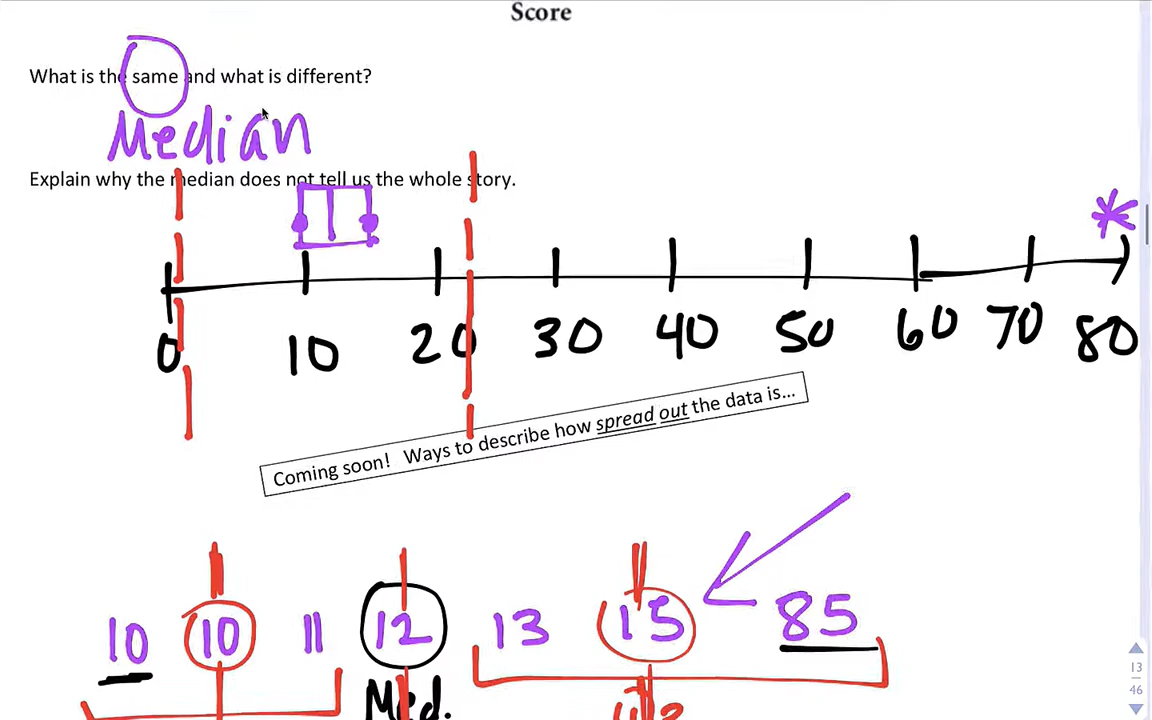 Score
What is the same and what is different?
Median
Explain why the median does not tell us the whole story.
*
0 10 20 30 40 50 60 70 80
Coming soon! Ways to describe how spread out the data is...
10 10 11 12 13 15 85
Med.
13
46